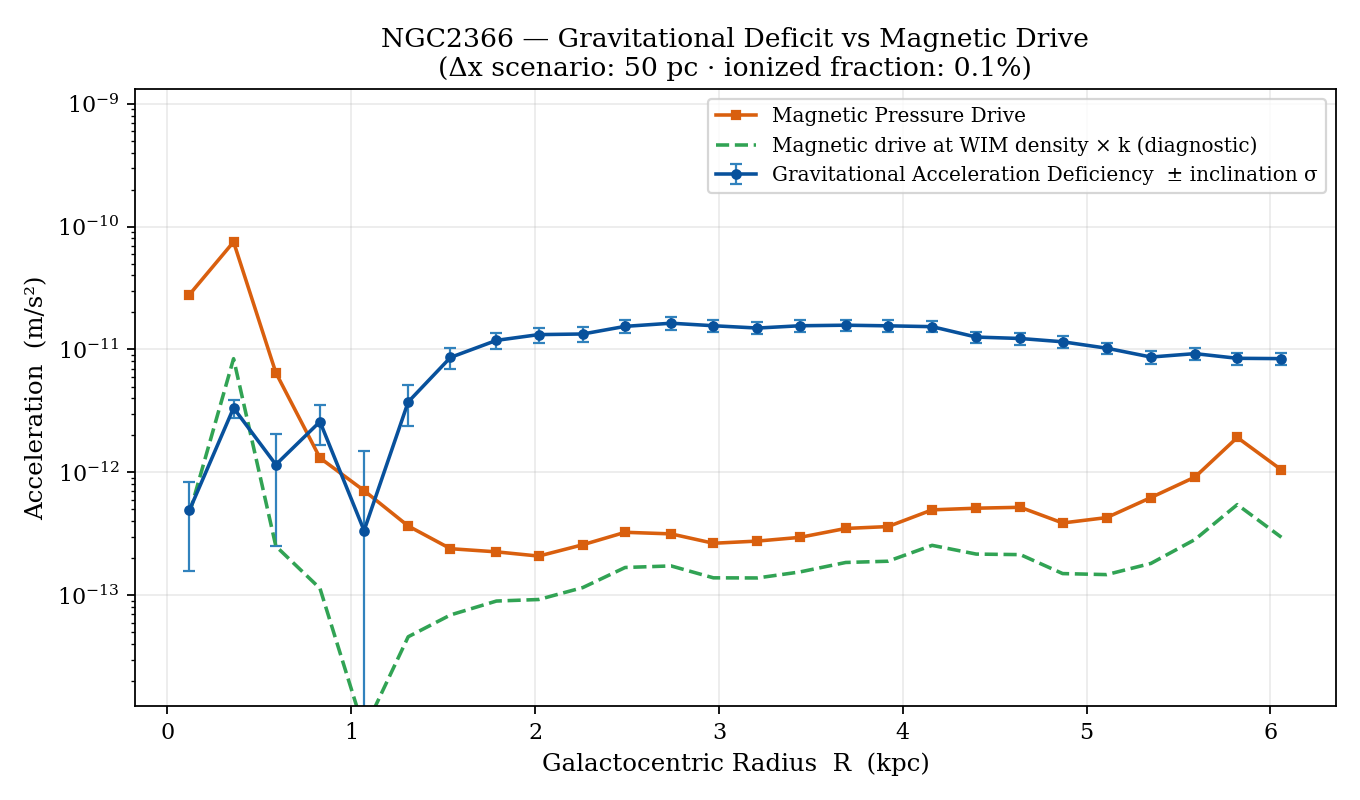 NGC2366 — Gravitational Deficit vs Magnetic Drive
(Δx scenario: 50 pc · ionized fraction: 0.1%)
Magnetic Pressure Drive
Magnetic drive at WIM density × k (diagnostic)
Gravitational Acceleration Deficiency ± inclination σ
Acceleration (m/s²)
10⁻⁹
10⁻¹⁰
10⁻¹¹
10⁻¹²
10⁻¹³
0 1 2 3 4 5 6
Galactocentric Radius R (kpc)